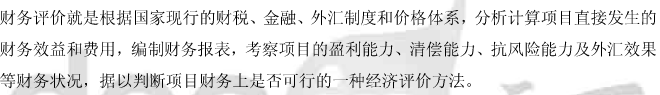 财务评价就是根据国家现行的财税、金融、外汇制度和价格体系，分析计算项目直接发生的
财务效益和费用，编制财务报表，考察项目的盈利能力、清偿能力、抗风险能力及外汇效果
等财务状况，据以判断项目财务上是否可行的一种经济评价方法。